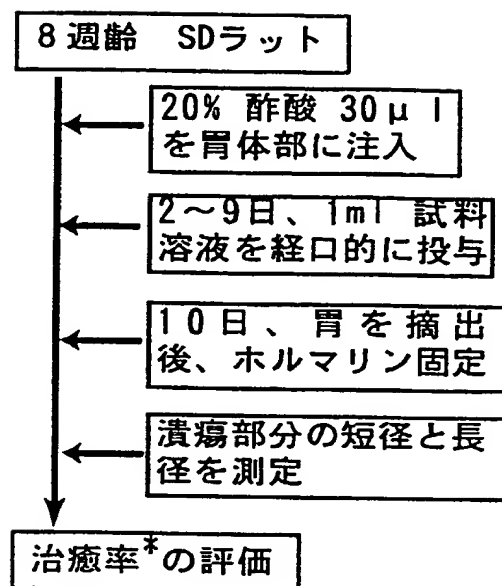 8週齢 SDラット
20% 酢酸 30μl
を胃体部に注入
2〜9日、1ml 試料
溶液を経口的に投与
10日、胃を摘出
後、ホルマリン固定
潰瘍部分の短径と長
径を測定
治癒率*の評価